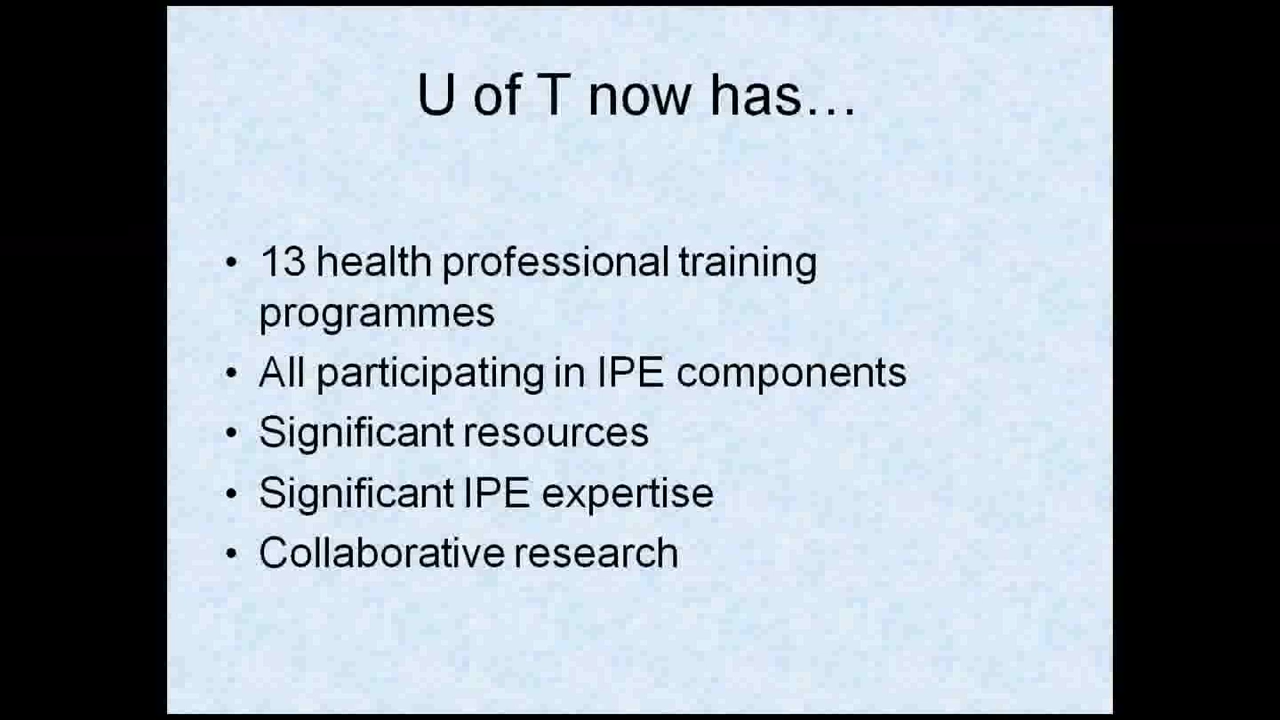 U of T now has…
• 13 health professional training
programmes
• All participating in IPE components
• Significant resources
• Significant IPE expertise
• Collaborative research